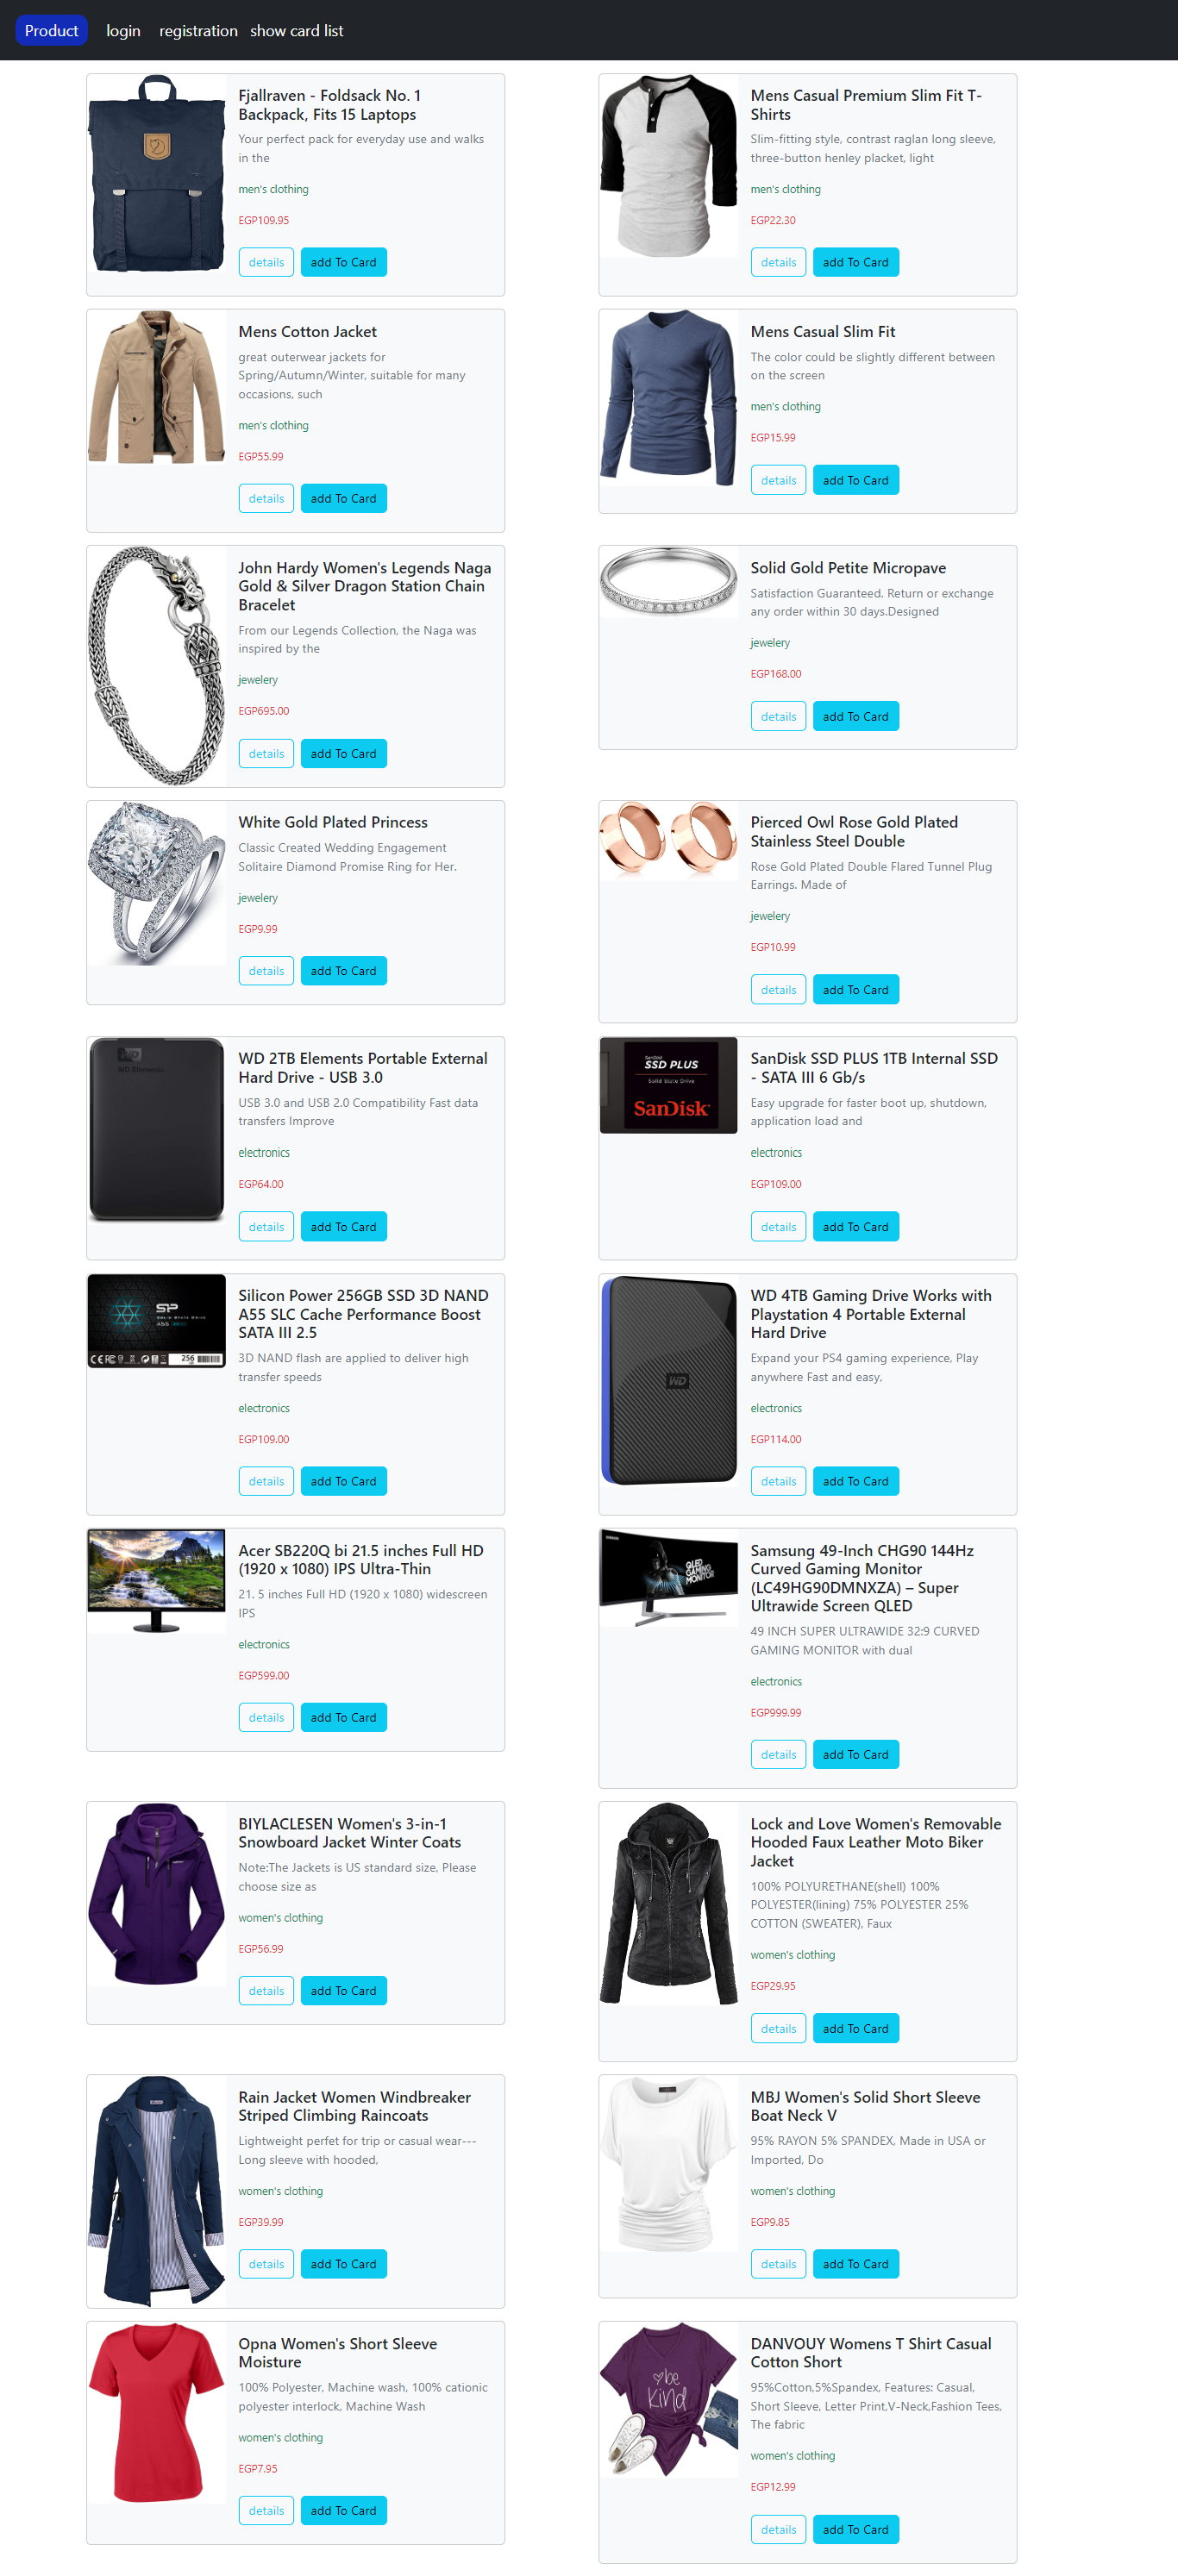 Product login registration show card list
Fjallraven - Foldsack No. 1
Backpack, Fits 15 Laptops
Your perfect pack for everyday use and walks
in the
men's clothing
EGP109.95
details add To Card
Mens Casual Premium Slim Fit T-
Shirts
Slim-fitting style, contrast raglan long sleeve,
three-button henley placket, light
men's clothing
EGP22.30
details add To Card
Mens Cotton Jacket
great outerwear jackets for
Spring/Autumn/Winter, suitable for many
occasions, such
men's clothing
EGP55.99
details add To Card
Mens Casual Slim Fit
The color could be slightly different between
on the screen
men's clothing
EGP15.99
details add To Card
John Hardy Women's Legends Naga
Gold & Silver Dragon Station Chain
Bracelet
From our Legends Collection, the Naga was
inspired by the
jewelery
EGP695.00
details add To Card
Solid Gold Petite Micropave
Satisfaction Guaranteed. Return or exchange
any order within 30 days.Designed
jewelery
EGP168.00
details add To Card
White Gold Plated Princess
Classic Created Wedding Engagement
Solitaire Diamond Promise Ring for Her.
jewelery
EGP9.99
details add To Card
Pierced Owl Rose Gold Plated
Stainless Steel Double
Rose Gold Plated Double Flared Tunnel Plug
Earrings. Made of
jewelery
EGP10.99
details add To Card
WD
WD Elements
WD 2TB Elements Portable External
Hard Drive - USB 3.0
USB 3.0 and USB 2.0 Compatibility Fast data
transfers Improve
electronics
EGP64.00
details add To Card
SanDisk
SSD PLUS
Solid State Drive
SanDisk
SanDisk SSD PLUS 1TB Internal SSD
- SATA III 6 Gb/s
Easy upgrade for faster boot up, shutdown,
application load and
electronics
EGP109.00
details add To Card
SP
SOLID STATE DRIVE
A55
256
Silicon Power 256GB SSD 3D NAND
A55 SLC Cache Performance Boost
SATA III 2.5
3D NAND flash are applied to deliver high
transfer speeds
electronics
EGP109.00
details add To Card
WD
WD 4TB Gaming Drive Works with
Playstation 4 Portable External
Hard Drive
Expand your PS4 gaming experience, Play
anywhere Fast and easy,
electronics
EGP114.00
details add To Card
Acer SB220Q bi 21.5 inches Full HD
(1920 x 1080) IPS Ultra-Thin
21. 5 inches Full HD (1920 x 1080) widescreen
IPS
electronics
EGP599.00
details add To Card
QLED
GAMING
MONITOR
Samsung 49-Inch CHG90 144Hz
Curved Gaming Monitor
(LC49HG90DMNXZA) – Super
Ultrawide Screen QLED
49 INCH SUPER ULTRAWIDE 32:9 CURVED
GAMING MONITOR with dual
electronics
EGP999.99
details add To Card
BIYLACLESEN Women's 3-in-1
Snowboard Jacket Winter Coats
Note:The Jackets is US standard size, Please
choose size as
women's clothing
EGP56.99
details add To Card
Lock and Love Women's Removable
Hooded Faux Leather Moto Biker
Jacket
100% POLYURETHANE(shell) 100%
POLYESTER(lining) 75% POLYESTER 25%
COTTON (SWEATER), Faux
women's clothing
EGP29.95
details add To Card
Rain Jacket Women Windbreaker
Striped Climbing Raincoats
Lightweight perfet for trip or casual wear---
Long sleeve with hooded,
women's clothing
EGP39.99
details add To Card
MBJ Women's Solid Short Sleeve
Boat Neck V
95% RAYON 5% SPANDEX, Made in USA or
Imported, Do
women's clothing
EGP9.85
details add To Card
Opna Women's Short Sleeve
Moisture
100% Polyester, Machine wash, 100% cationic
polyester interlock, Machine Wash
women's clothing
EGP7.95
details add To Card
be
kind
DANVOUY Womens T Shirt Casual
Cotton Short
95%Cotton,5%Spandex, Features: Casual,
Short Sleeve, Letter Print,V-Neck,Fashion Tees,
The fabric
women's clothing
EGP12.99
details add To Card